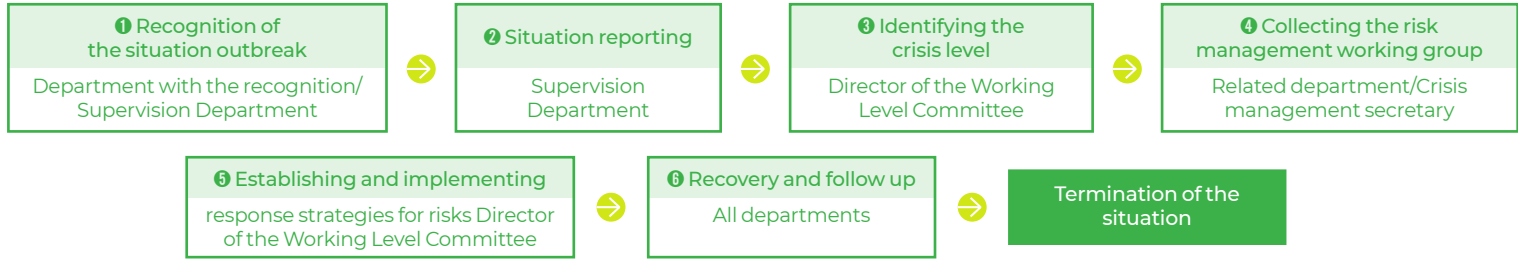 ❶ Recognition of
the situation outbreak
Department with the recognition/
Supervision Department
❷ Situation reporting
Supervision
Department
❸ Identifying the
crisis level
Director of the Working
Level Committee
❹ Collecting the risk
management working group
Related department/Crisis
management secretary
❺ Establishing and implementing
response strategies for risks Director
of the Working Level Committee
❻ Recovery and follow up
All departments
Termination of the
situation